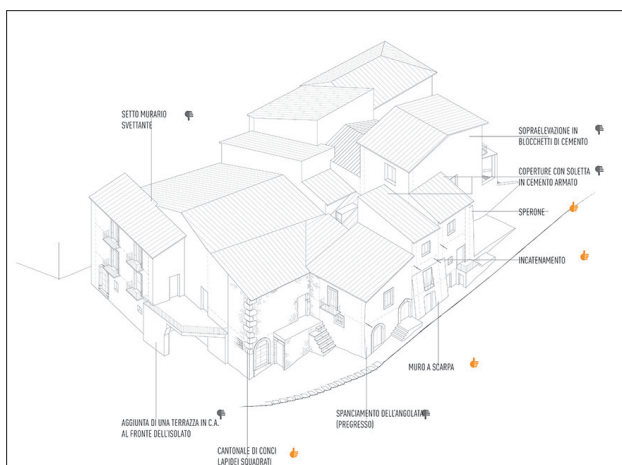 SETTO MURARIO
SVETTANTE
SOPRAELEVAZIONE IN
BLOCCHETTI DI CEMENTO
COPERTURE CON SOLETTA
IN CEMENTO ARMATO
SPERONE
INCATENAMENTO
MURO A SCARPA
SPANCIAMENTO DELL'ANGOLATA
(PREGRESSO)
AGGIUNTA DI UNA TERRAZZA IN C.A.
AL FRONTE DELL'ISOLATO
CANTONALE DI CONCI
LAPIDEI SQUADRATI